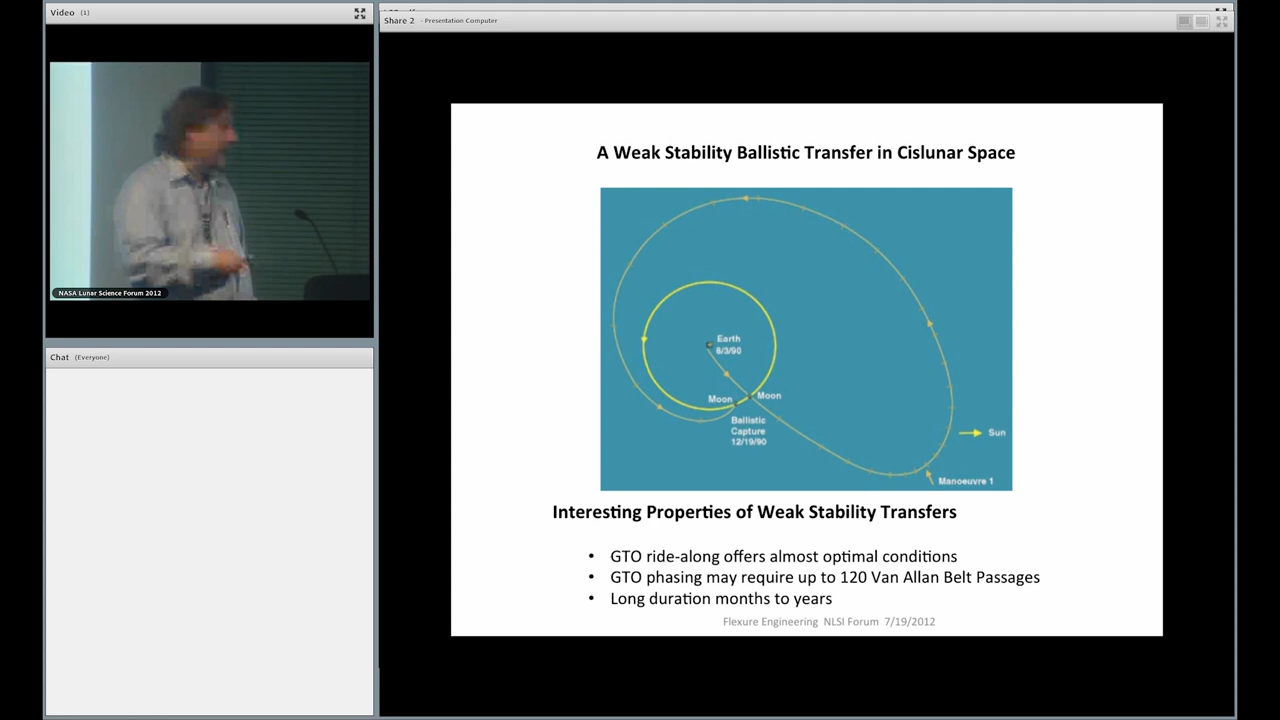 Video (1)
NASA Lunar Science Forum 2012
Chat (Everyone)
Share 2 - Presentation Computer
A Weak Stability Ballistic Transfer in Cislunar Space
Earth
8/3/90
Moon
Moon
Ballistic
Capture
12/19/90
Sun
Manoeuvre 1
Interesting Properties of Weak Stability Transfers
• GTO ride-along offers almost optimal conditions
• GTO phasing may require up to 120 Van Allan Belt Passages
• Long duration months to years
Flexure Engineering NLSI Forum 7/19/2012